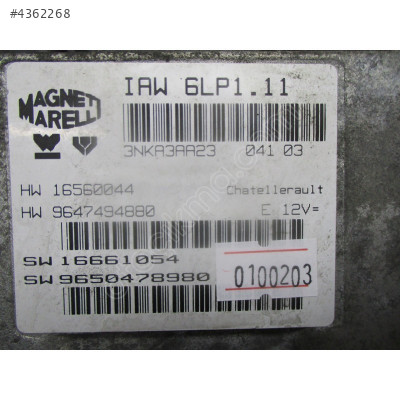 #4362268
MAGNETI
MARELLI
IAW 6LP1.11
3NKA3AA23 041 03
HW 16560044 Chatellerault
HW 9647494880 E 12V=
SW 16661054
SW 9650478980
0100203